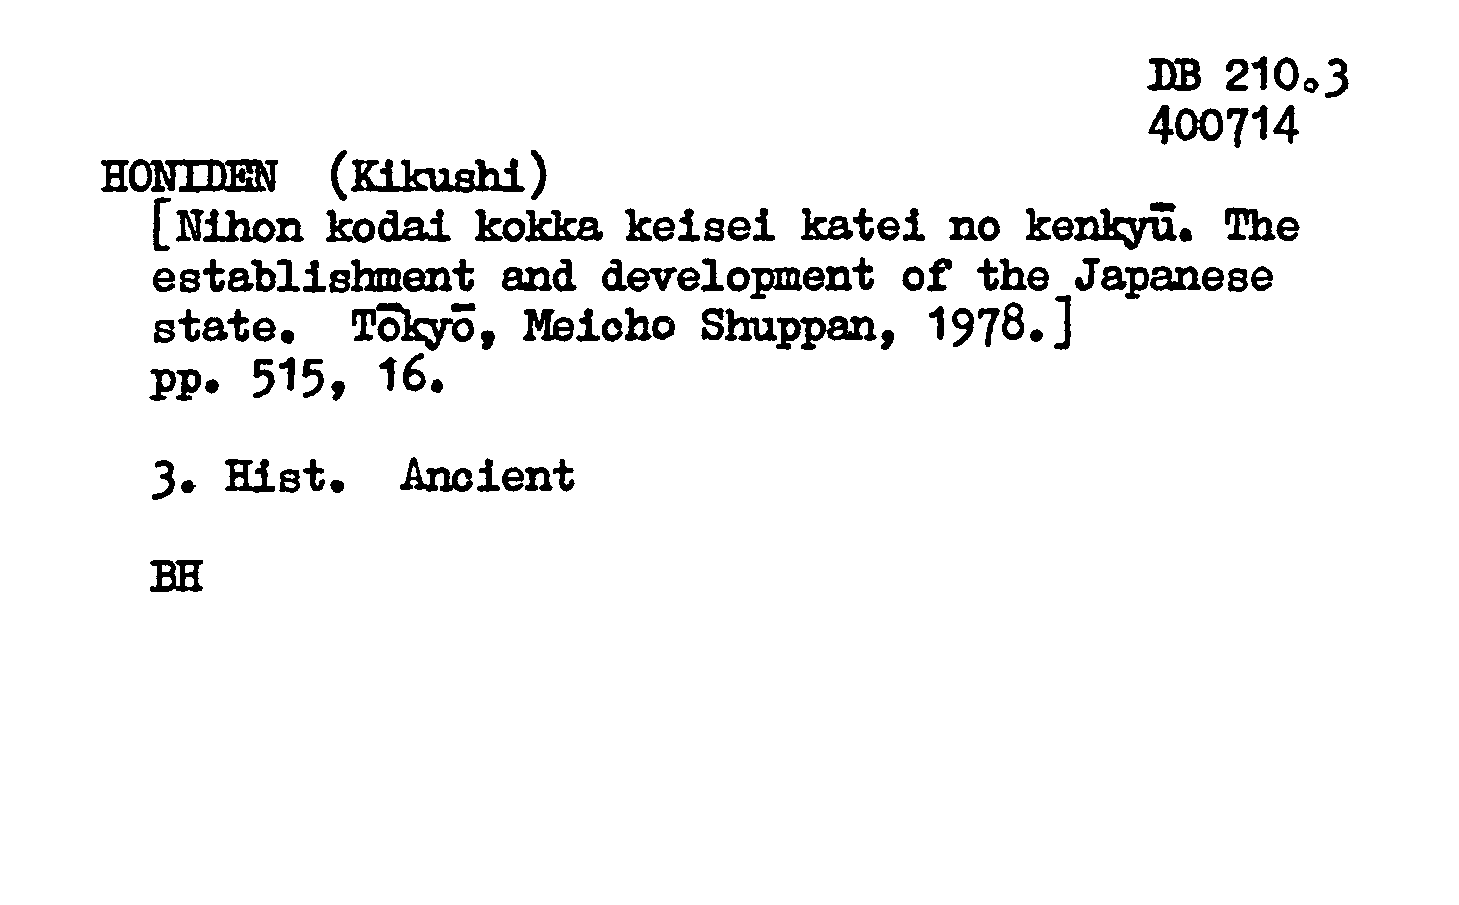 DB 210.3
400714
HONIDEN (Kikushi)
[Nihon kodai kokka keisei katei no kenkyū. The
establishment and development of the Japanese
state. Tōkyō, Meicho Shuppan, 1978.]
pp. 515, 16.
3. Hist. Ancient
BH